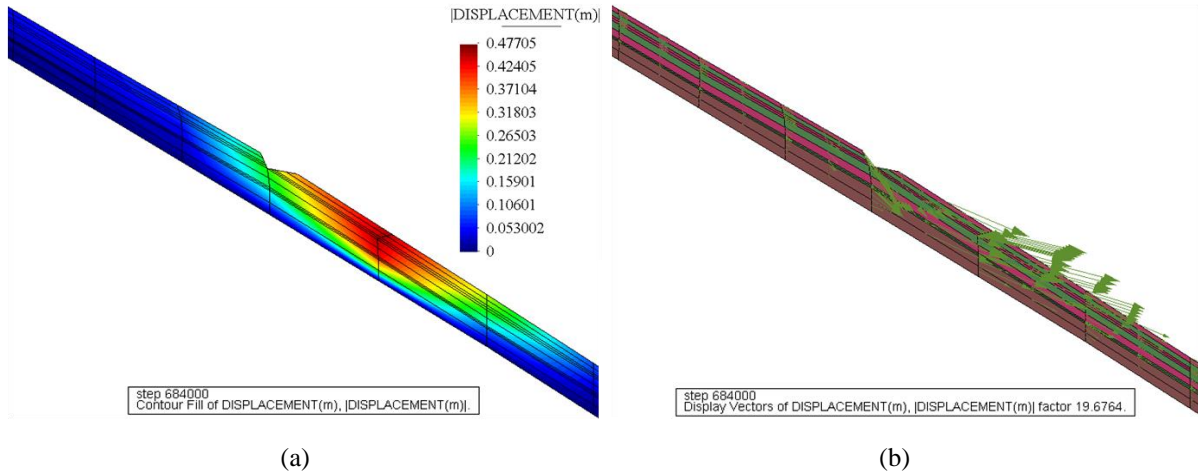 |DISPLACEMENT(m)|
0.47705
0.42405
0.37104
0.31803
0.26503
0.21202
0.15901
0.10601
0.053002
0
step 684000
Contour Fill of DISPLACEMENT(m), |DISPLACEMENT(m)|.
step 684000
Display Vectors of DISPLACEMENT(m), |DISPLACEMENT(m)| factor 19.6764.
(a)
(b)